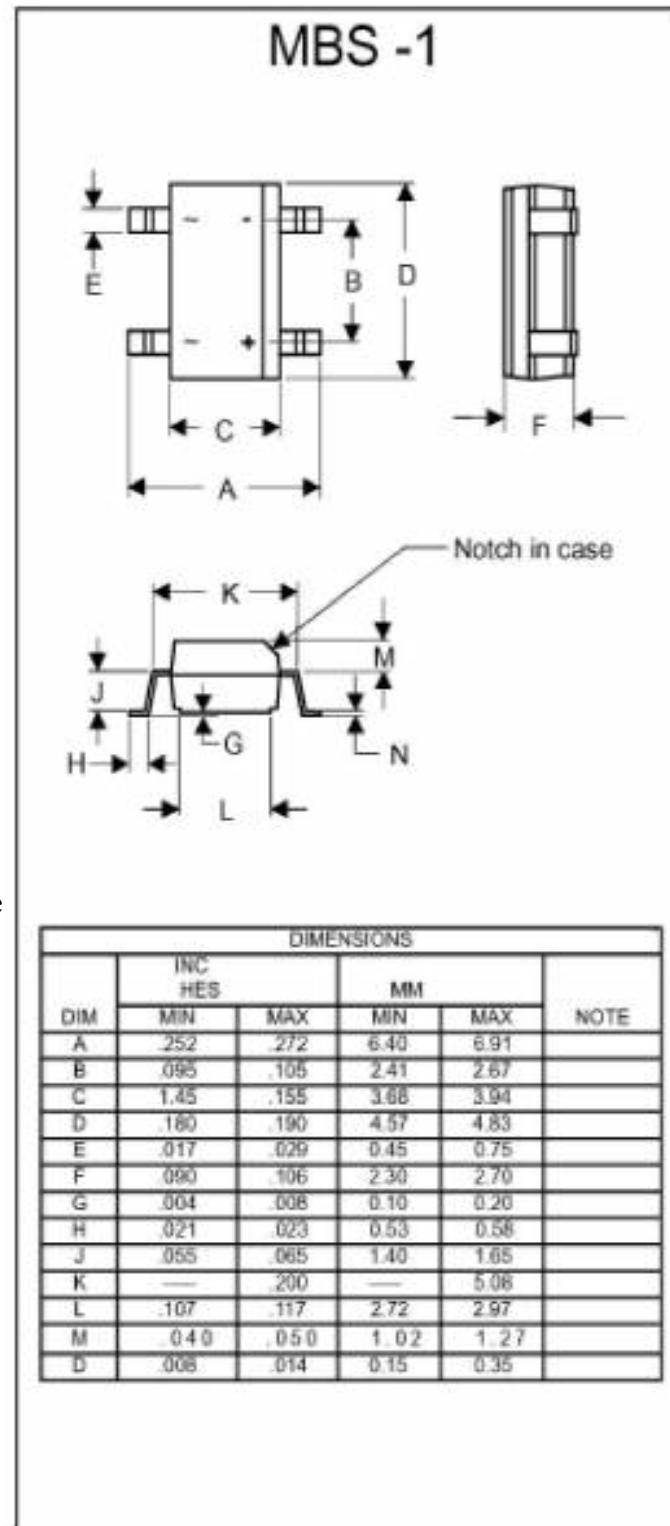 MBS -1
~ -
E B D
~ +
C F
A
Notch in case
K
M
J
G N
H
L
e
DIMENSIONS
INC
HES MM
DIM MIN MAX MIN MAX NOTE
A .252 .272 6.40 6.91
B .095 .105 2.41 2.67
C 1.45 .155 3.68 3.94
D .180 .190 4.57 4.83
E .017 .029 0.45 0.75
F .090 .106 2.30 2.70
G .004 .008 0.10 0.20
H .021 .023 0.53 0.58
J .055 .065 1.40 1.65
K — .200 — 5.08
L .107 .117 2.72 2.97
M .040 .050 1.02 1.27
D .008 .014 0.15 0.35